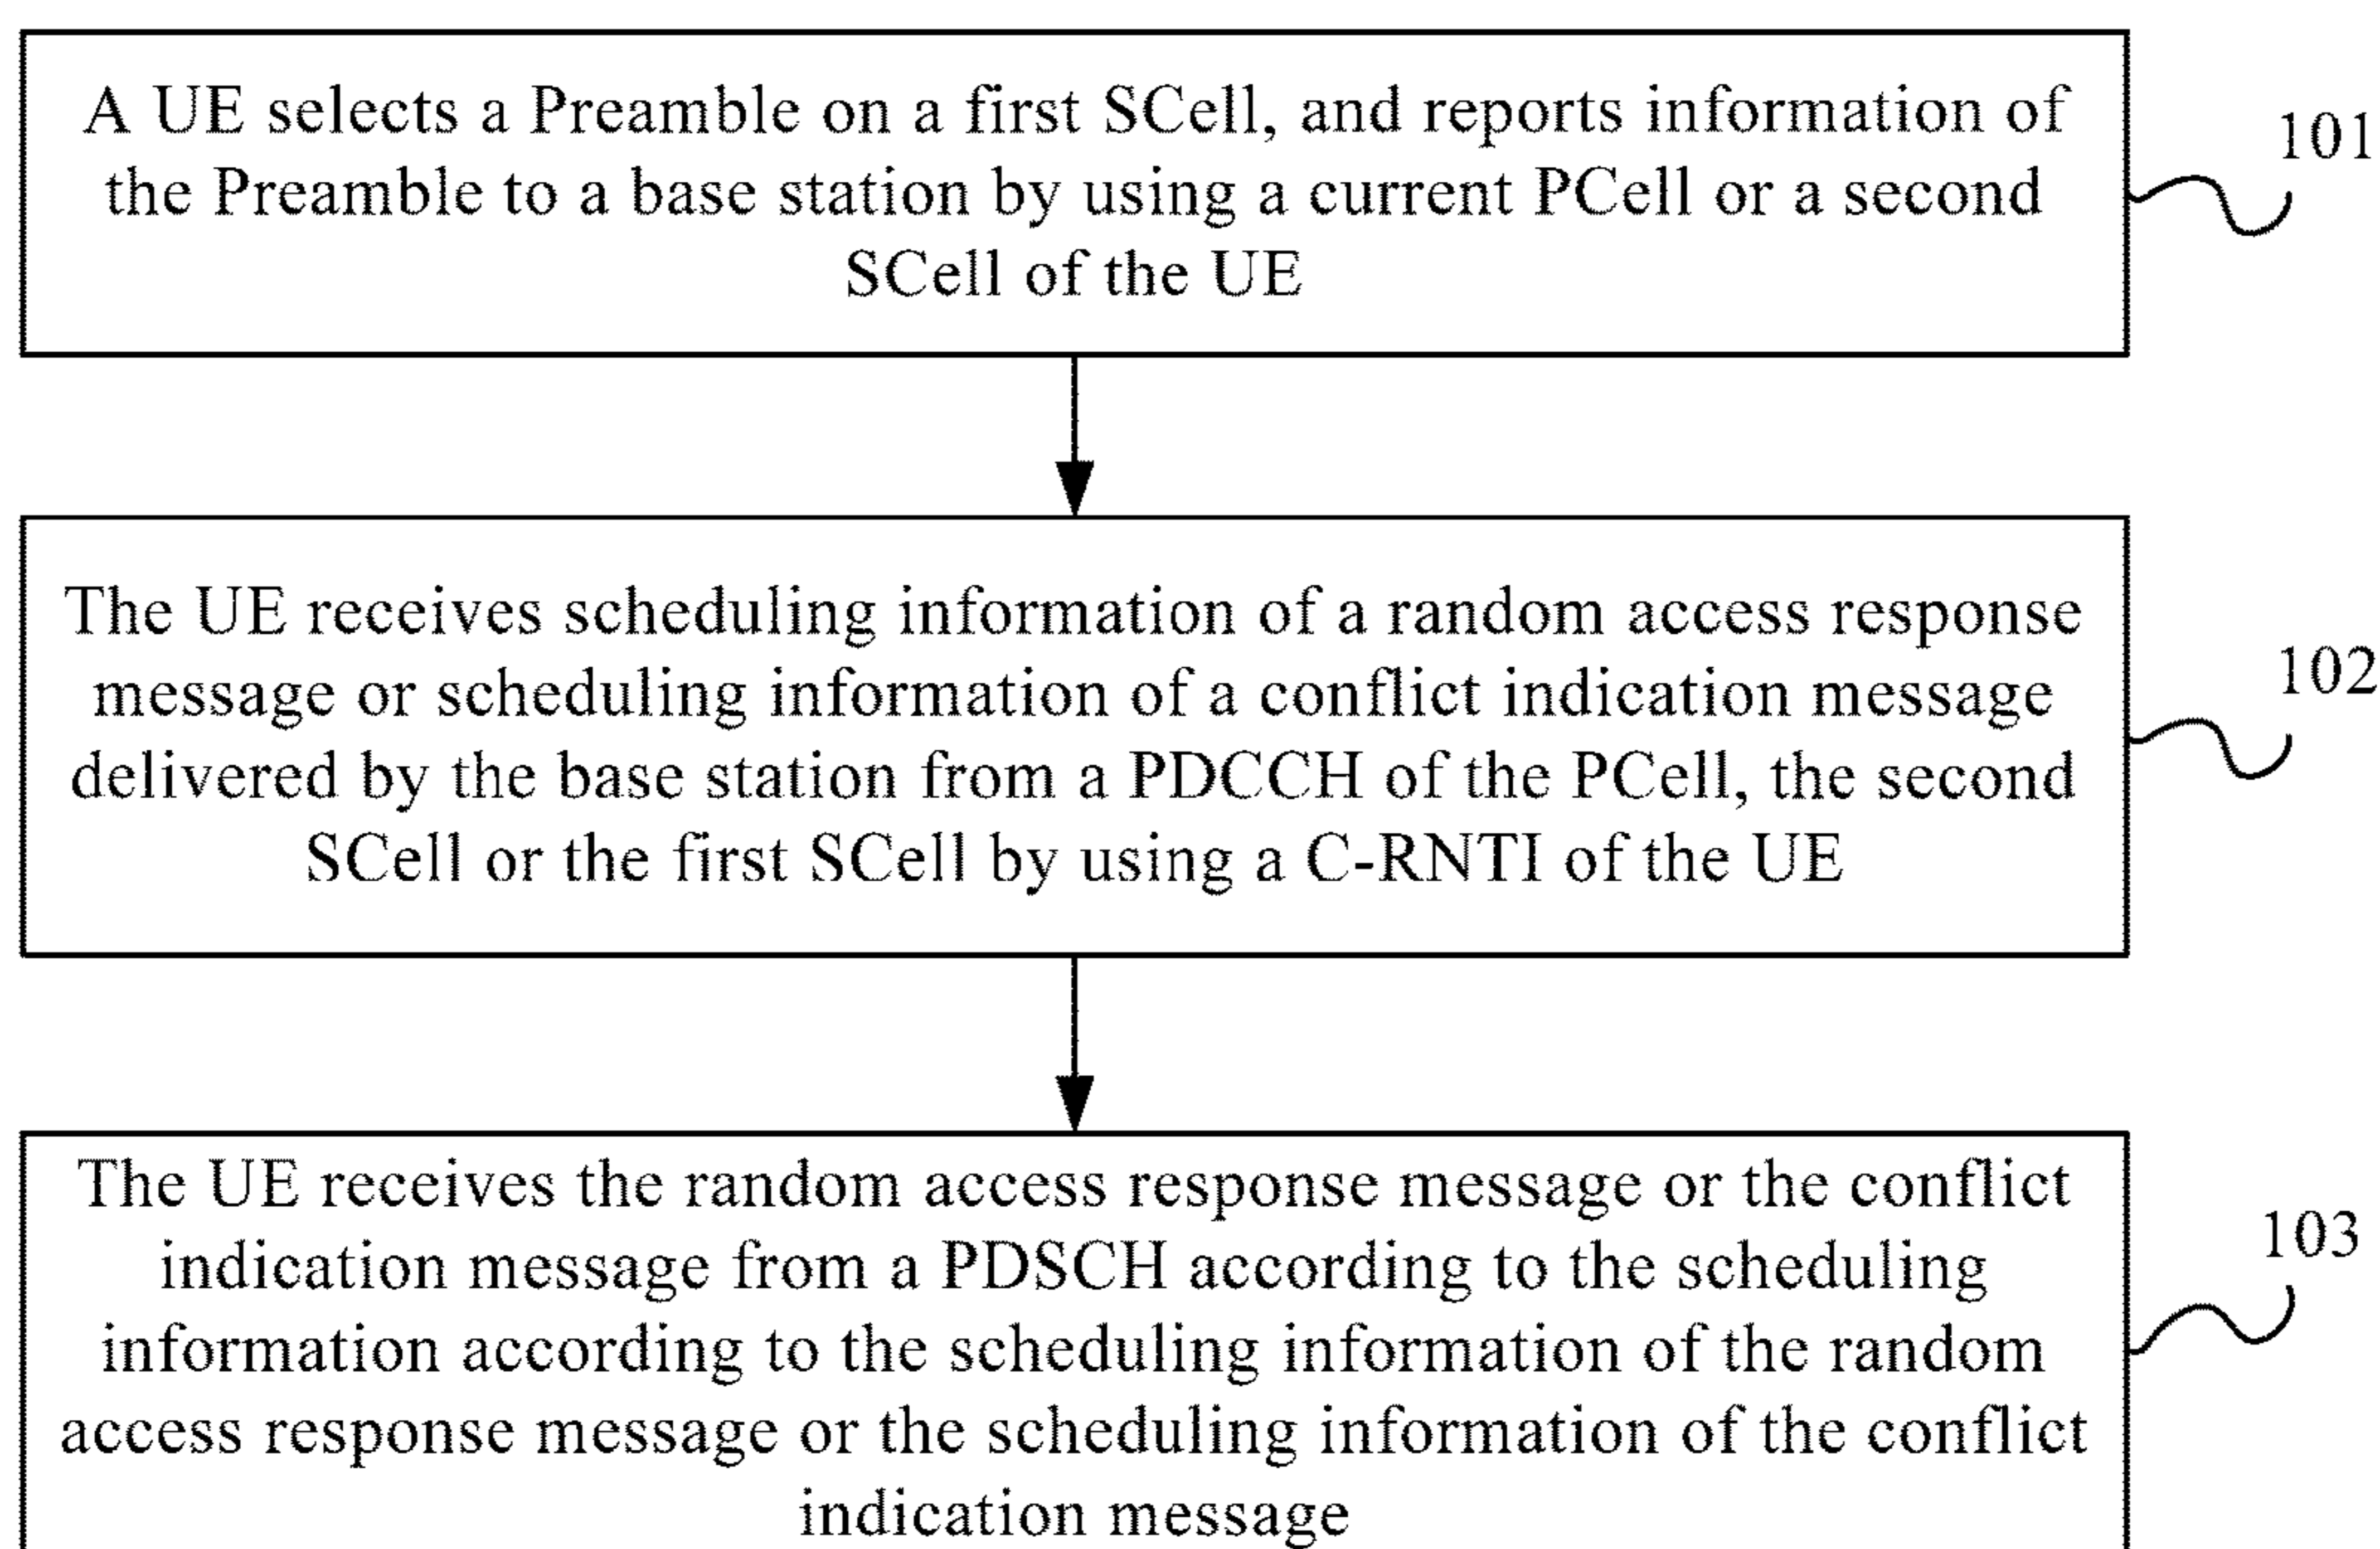 A UE selects a Preamble on a first SCell, and reports information of
the Preamble to a base station by using a current PCell or a second
SCell of the UE
101
The UE receives scheduling information of a random access response
message or scheduling information of a conflict indication message
delivered by the base station from a PDCCH of the PCell, the second
SCell or the first SCell by using a C-RNTI of the UE
102
The UE receives the random access response message or the conflict
indication message from a PDSCH according to the scheduling
information according to the scheduling information of the random
access response message or the scheduling information of the conflict
indication message
103